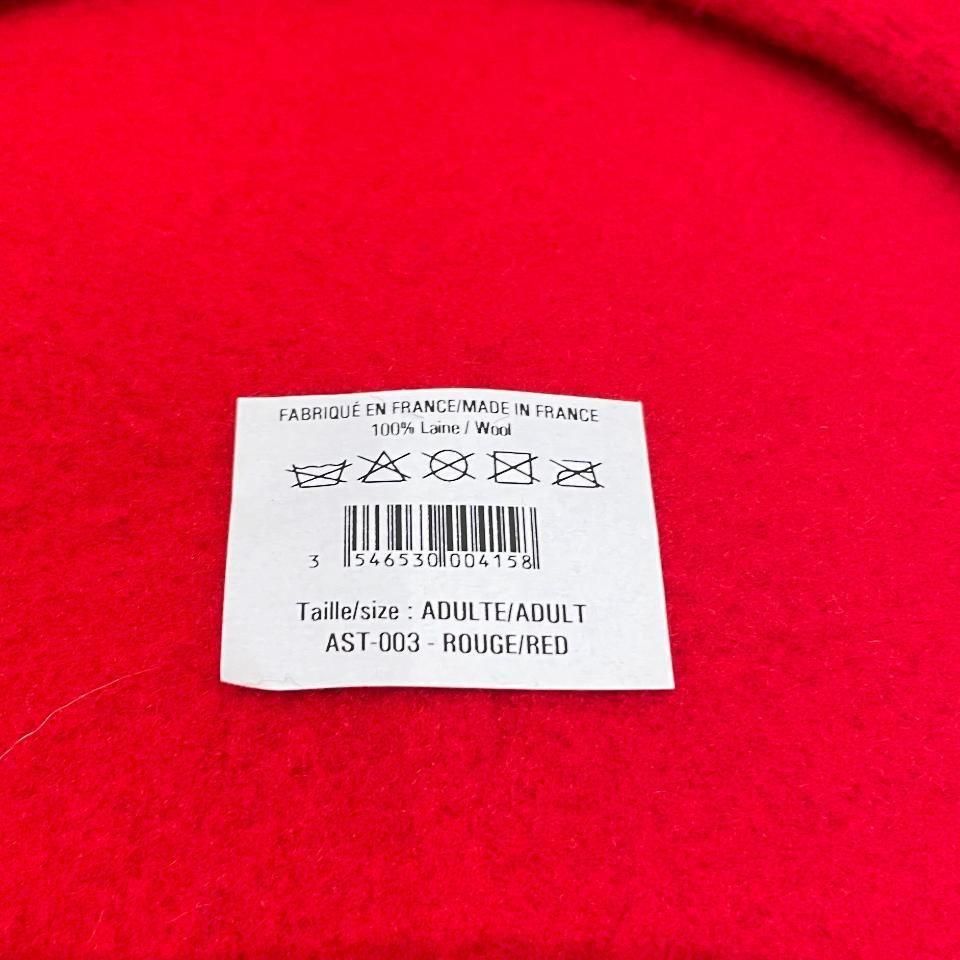 FABRIQUÉ EN FRANCE/MADE IN FRANCE
100% Laine / Wool
3 546530 004158
Taille/size : ADULTE/ADULT
AST-003 - ROUGE/RED